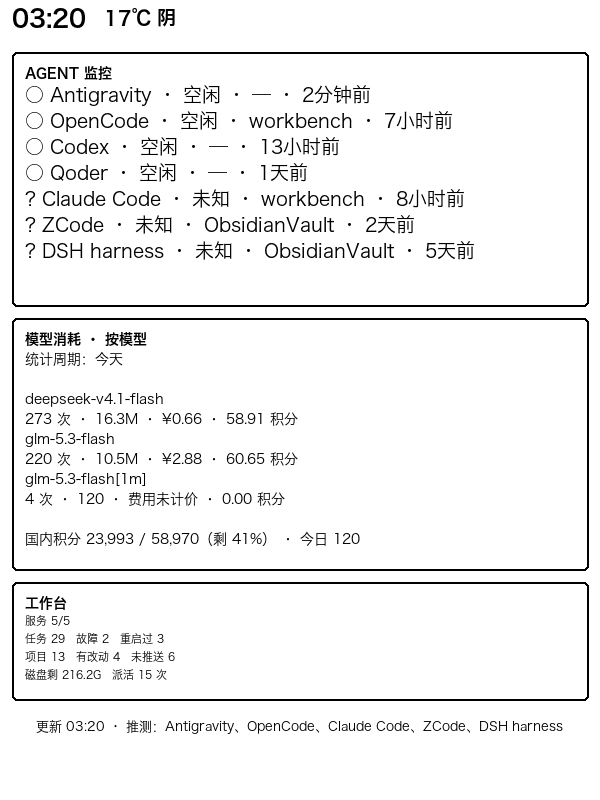 03:20 17℃ 阴
AGENT 监控
○ Antigravity · 空闲 · — · 2分钟前
○ OpenCode · 空闲 · workbench · 7小时前
○ Codex · 空闲 · — · 13小时前
○ Qoder · 空闲 · — · 1天前
? Claude Code · 未知 · workbench · 8小时前
? ZCode · 未知 · ObsidianVault · 2天前
? DSH harness · 未知 · ObsidianVault · 5天前
模型消耗 · 按模型
统计周期：今天
deepseek-v4.1-flash
273 次 · 16.3M · ¥0.66 · 58.91 积分
glm-5.3-flash
220 次 · 10.5M · ¥2.88 · 60.65 积分
glm-5.3-flash[1m]
4 次 · 120 · 费用未计价 · 0.00 积分
国内积分 23,993 / 58,970（剩 41%） · 今日 120
工作台
服务 5/5
任务 29 故障 2 重启过 3
项目 13 有改动 4 未推送 6
磁盘剩 216.2G 派活 15 次
更新 03:20 · 推测：Antigravity、OpenCode、Claude Code、ZCode、DSH harness